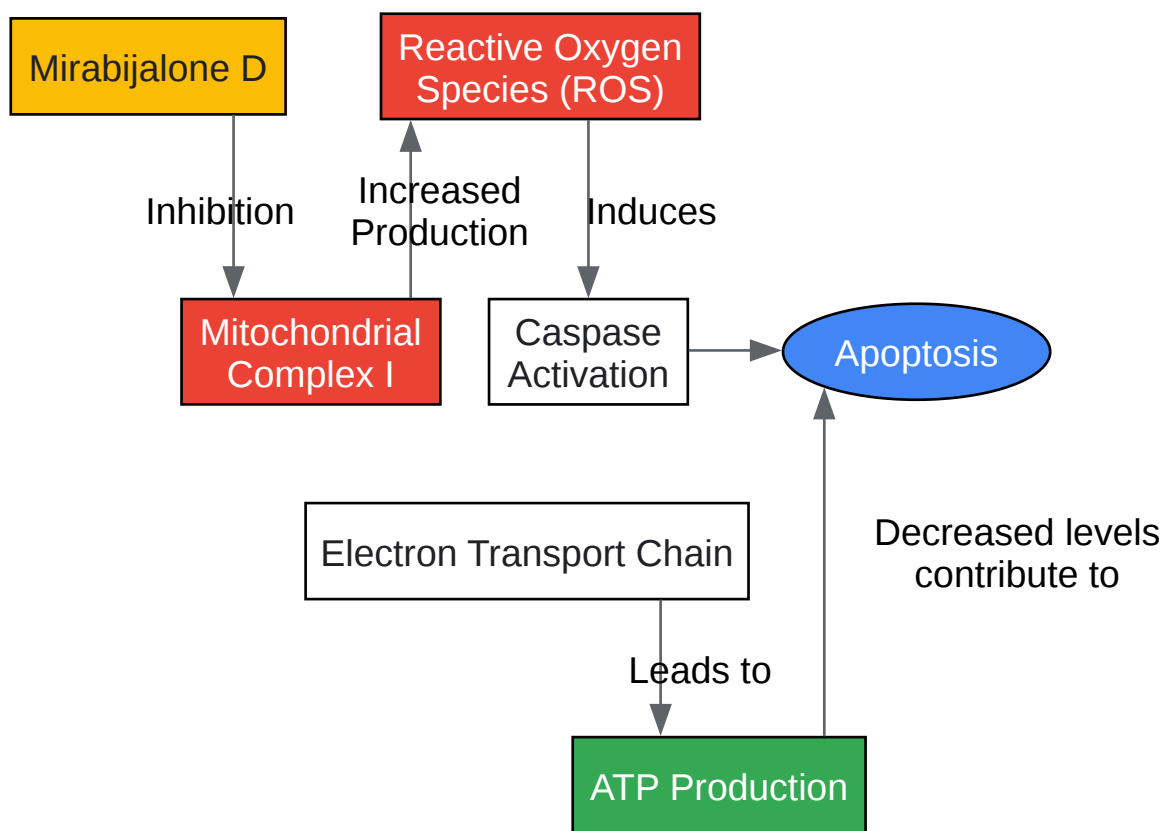 Mirabijalone D
Reactive Oxygen
Species (ROS)
Inhibition
Increased
Production
Induces
Mitochondrial
Complex I
Caspase
Activation
Apoptosis
Electron Transport Chain
Decreased levels
contribute to
Leads to
ATP Production